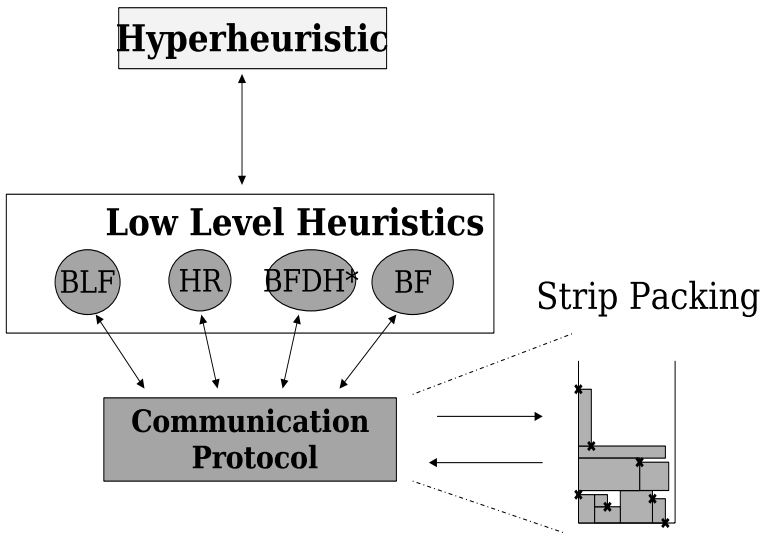 Hyperheuristic
Low Level Heuristics
BLF
HR
BFDH*
BF
Strip Packing
Communication
Protocol